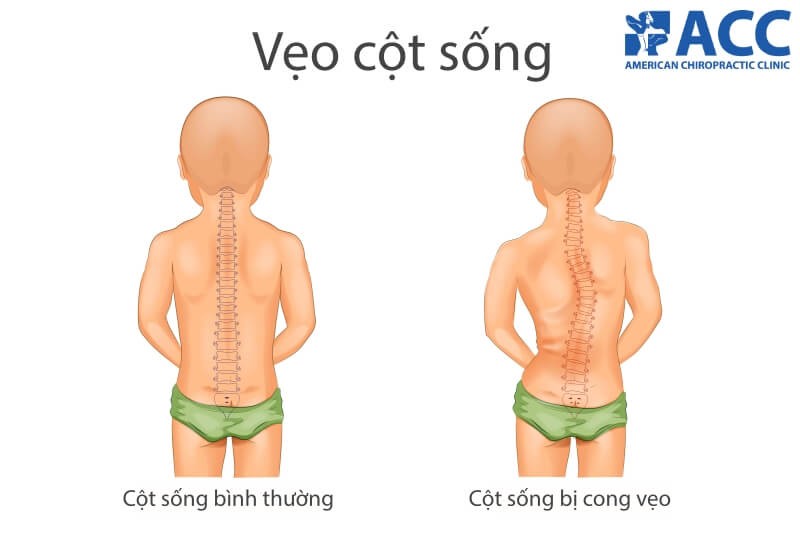 Vẹo cột sống
ACC
AMERICAN CHIROPRACTIC CLINIC
Cột sống bình thường
Cột sống bị cong vẹo